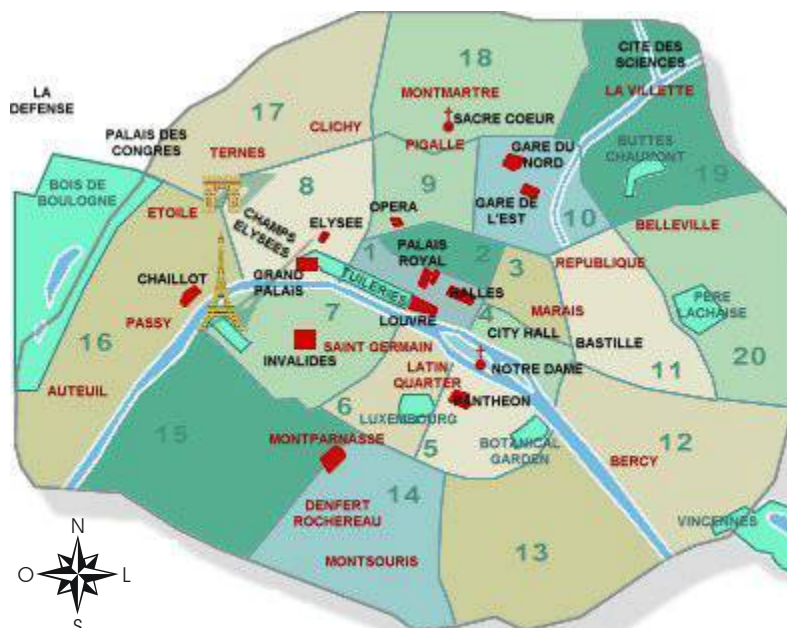 18
CITE DES
SCIENCES
LA
DEFENSE
MONTMARTRE
LA VILLETTE
17
SACRE COEUR
CLICHY
PALAIS DES
CONGRES
TERNES
PIGALLE
GARE DU
NORD
BUTTES
CHAUMONT
19
8
9
BOIS DE
BOULOGNE
ETOILE
CHAMPS
ELYSEES
ELYSEE
OPERA
GARE DE
L'EST
10
BELLEVILLE
1
PALAIS
ROYAL
2
3
REPUBLIQUE
CHAILLOT
GRAND
PALAIS
TUILERIES
HALLES
MARAIS
PERE
LACHAISE
16
PASSY
7
LOUVRE
4
CITY HALL
BASTILLE
INVALIDES
SAINT GERMAIN
NOTRE DAME
11
20
AUTEUIL
LATIN
QUARTER
PANTHEON
6
LUXEMBOURG
5
BOTANICAL
GARDEN
15
MONTPARNASSE
12
BERCY
14
DENFERT
ROCHEREAU
VINCENNES
MONTSOURIS
13
N
O
L
S